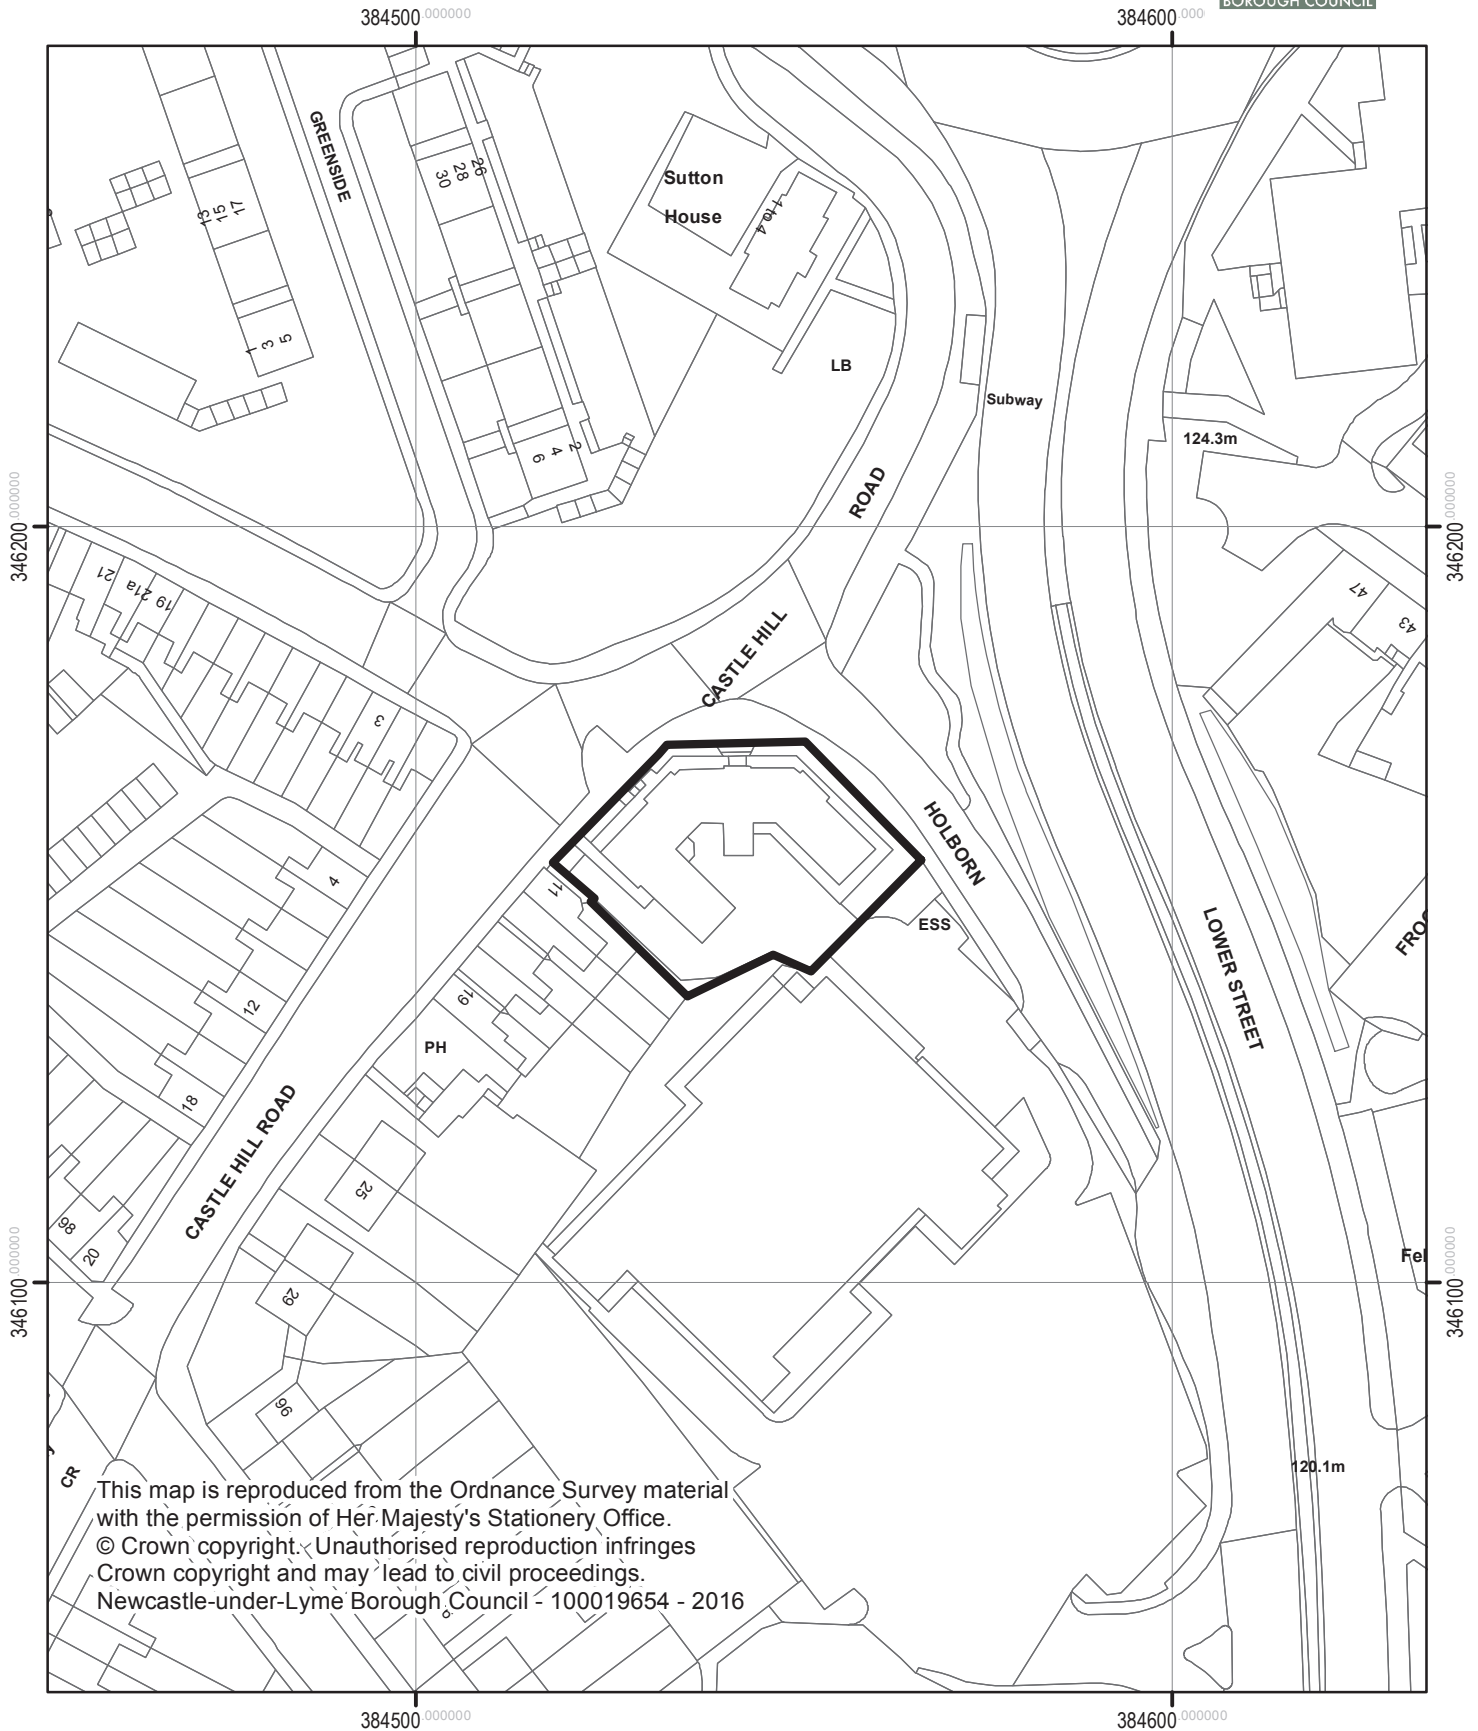 BOROUGH COUNCIL
384500.000000
384600.000
GREENSIDE
26
28
30
Sutton
House
1 to 4
17
15
13
5
3
1
LB
Subway
124.3m
2
4
6
ROAD
346200.000000
346200.000000
21
21a
19
47
43
CASTLE HILL
3
HOLBORN
4
11
ESS
LOWER STREET
12
19
PH
18
CASTLE HILL ROAD
25
98
20
29
346100.000000
346100.000000
96
CR
120.1m
This map is reproduced from the Ordnance Survey material
with the permission of Her Majesty's Stationery Office.
© Crown copyright. Unauthorised reproduction infringes
Crown copyright and may lead to civil proceedings.
Newcastle-under-Lyme Borough Council - 100019654 - 2016
384500.000000
384600.000000